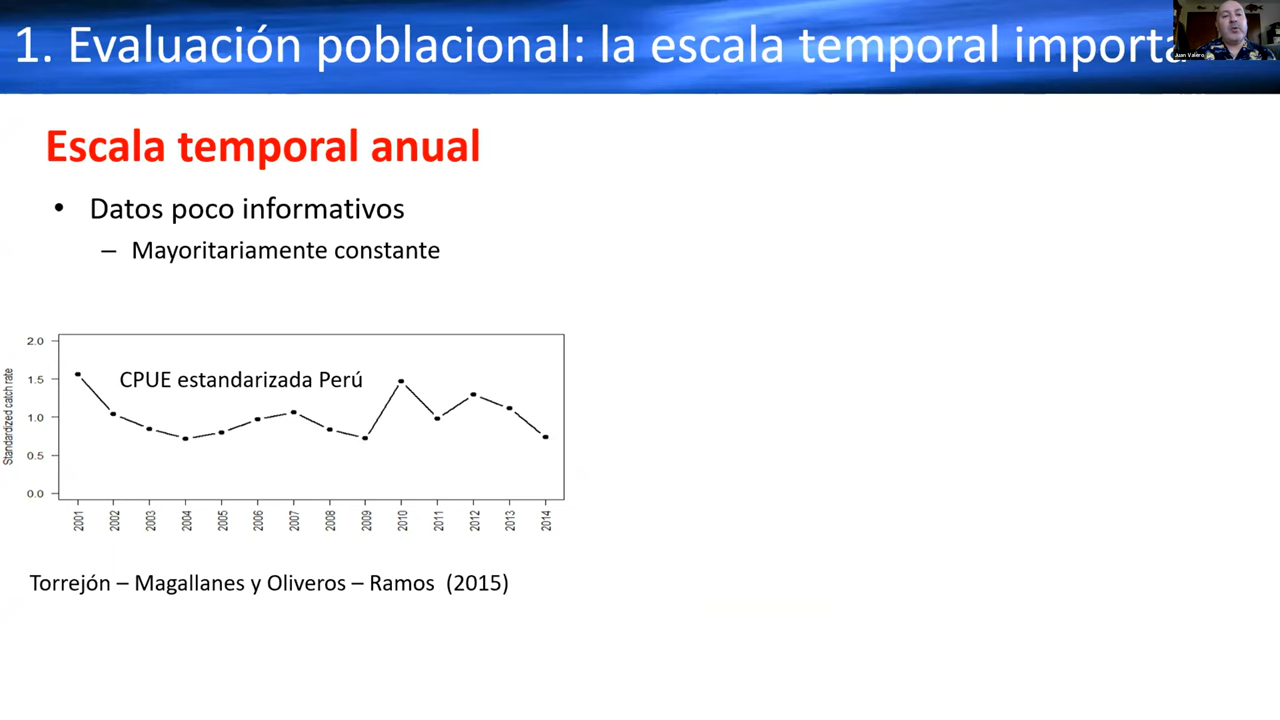 1. Evaluación poblacional: la escala temporal importa
Juan Valero
Escala temporal anual
• Datos poco informativos
– Mayoritariamente constante
CPUE estandarizada Perú
Standardized catch rate
2.0
1.5
1.0
0.5
0.0
2001 2002 2003 2004 2005 2006 2007 2008 2009 2010 2011 2012 2013 2014
Torrejón – Magallanes y Oliveros – Ramos (2015)